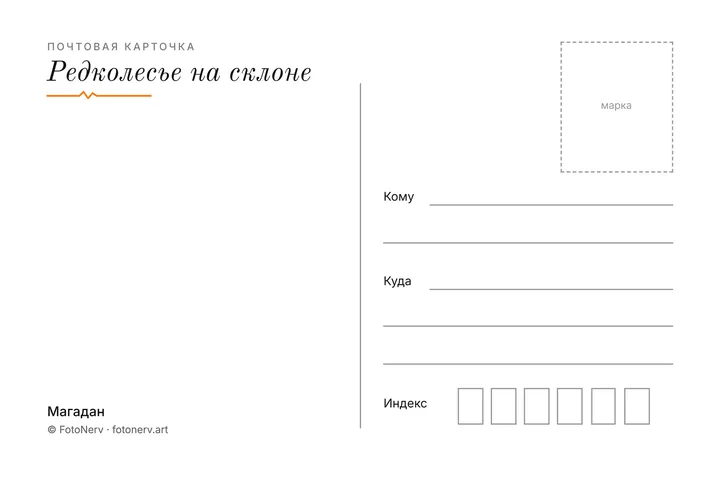 ПОЧТОВАЯ КАРТОЧКА
Редколесье на склоне
марка
Кому
Куда
Индекс
Магадан
© FotoNerv · fotonerv.art